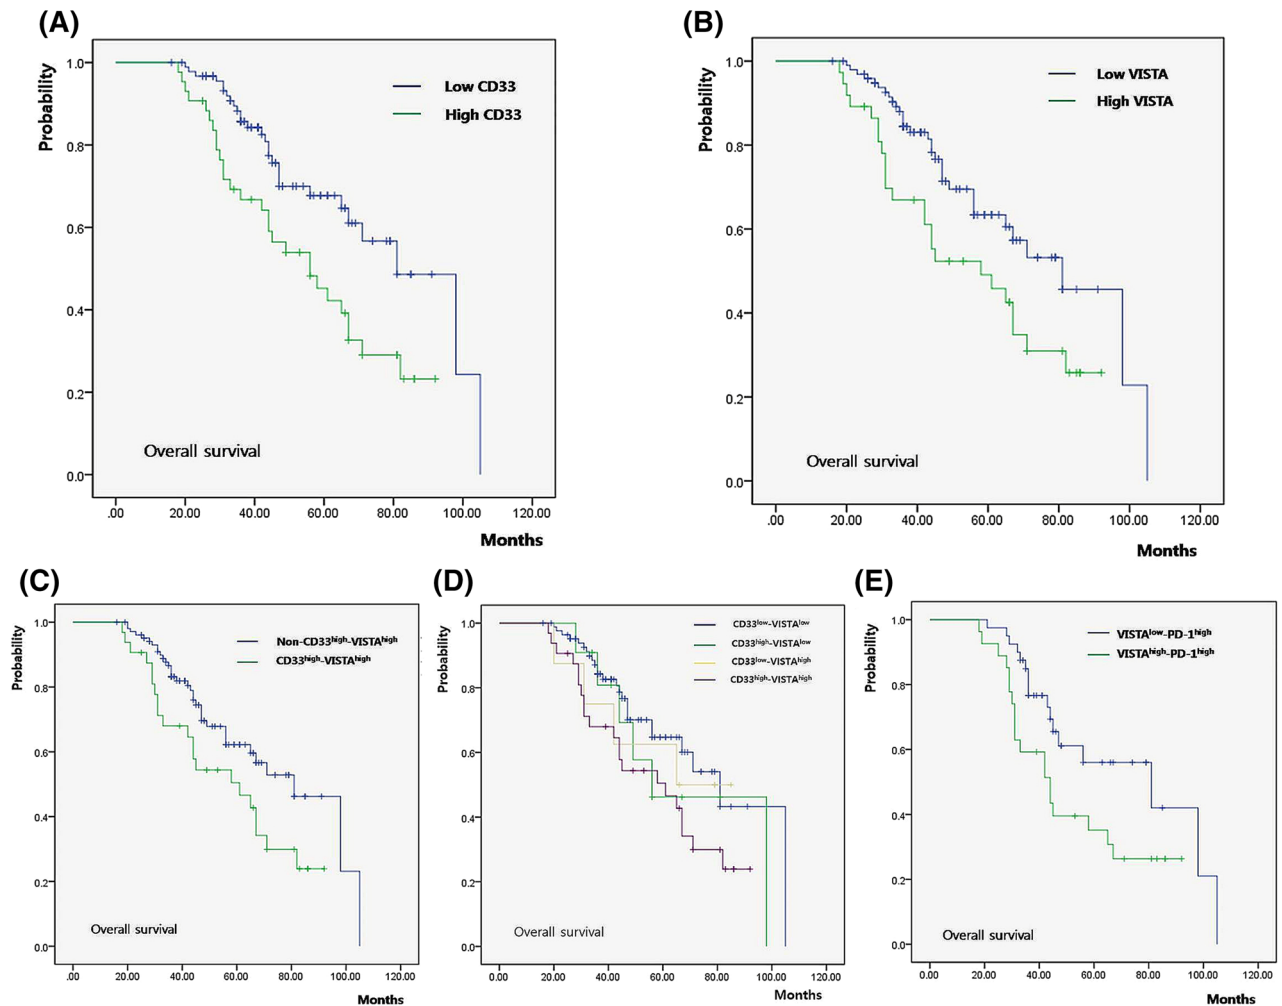 (A)
Probability
1.0
0.8
0.6
0.4
0.2
0.0
Low CD33
High CD33
Overall survival
.00 20.00 40.00 60.00 80.00 100.00 120.00
Months
(B)
Probability
1.0
0.8
0.6
0.4
0.2
0.0
Low VISTA
High VISTA
Overall survival
.00 20.00 40.00 60.00 80.00 100.00 120.00
Months
(C)
Probability
1.0
0.8
0.6
0.4
0.2
0.0
Non-CD33high-VISTAhigh
CD33high-VISTAhigh
Overall survival
.00 20.00 40.00 60.00 80.00 100.00 120.00
Months
(D)
Probability
1.0
0.8
0.6
0.4
0.2
0.0
CD33low-VISTAlow
CD33high-VISTAlow
CD33low-VISTAhigh
CD33high-VISTAhigh
Overall survival
0.00 20.00 40.00 60.00 80.00 100.00 120.00
Months
(E)
Probability
1.0
0.8
0.6
0.4
0.2
0.0
VISTAlow-PD-1high
VISTAhigh-PD-1high
Overall survival
0.00 20.00 40.00 60.00 80.00 100.00 120.00
Months